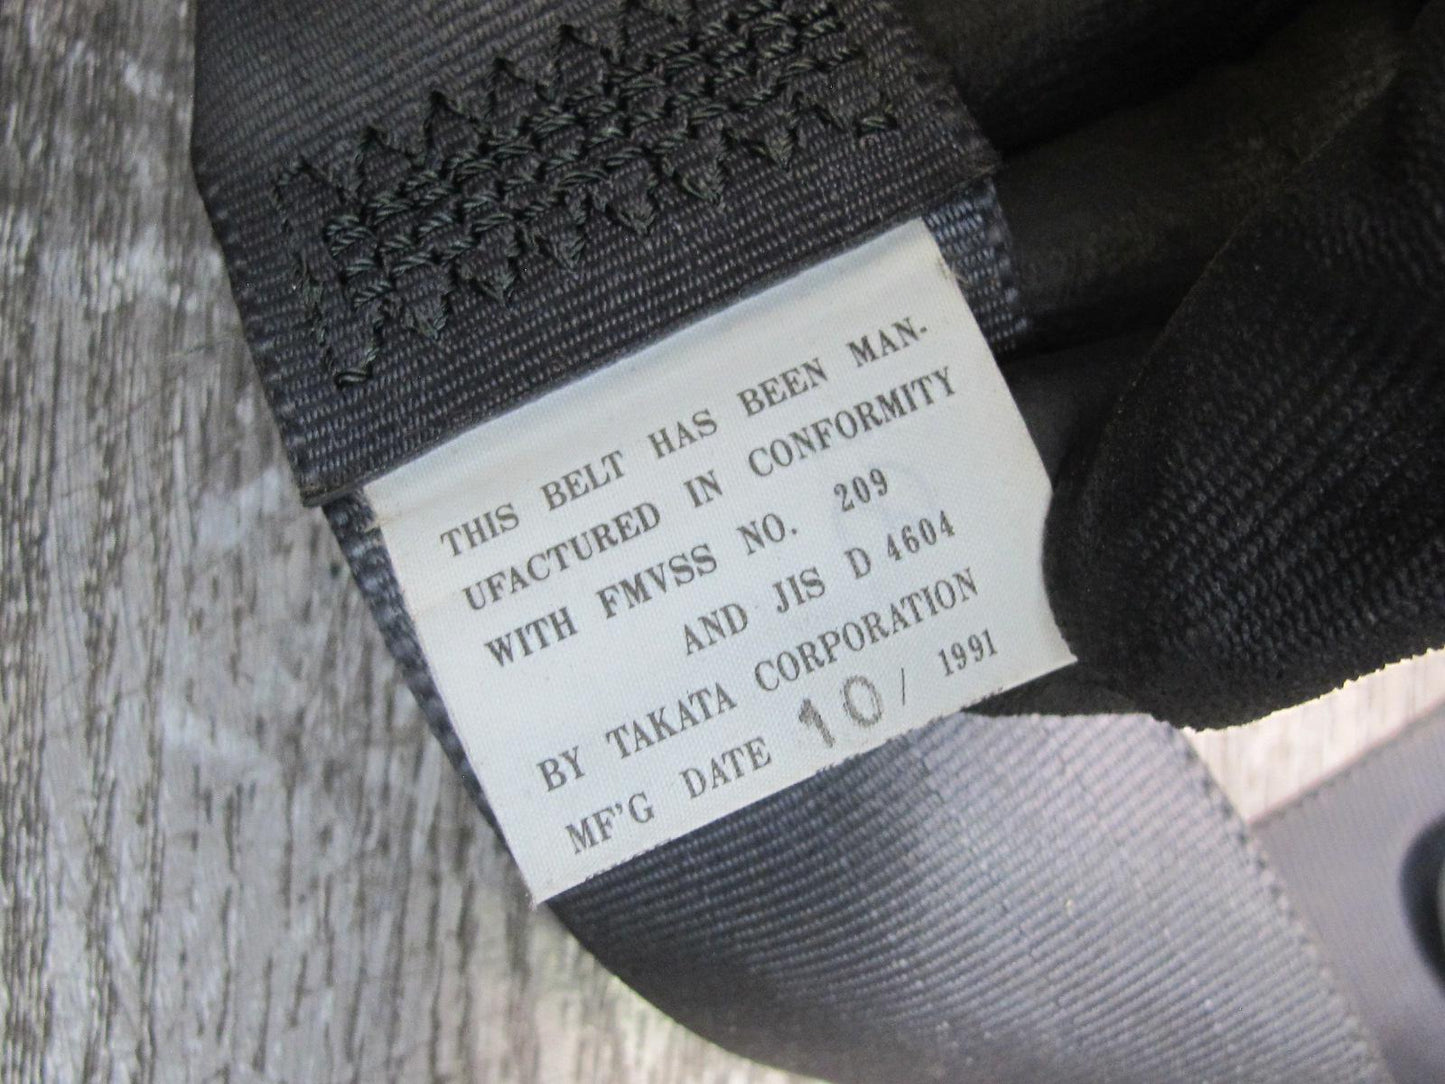 THIS BELT HAS BEEN MAN-
UFACTURED IN CONFORMITY
WITH FMVSS NO. 209
AND JIS D 4604
BY TAKATA CORPORATION
MF'G DATE 10 / 1991